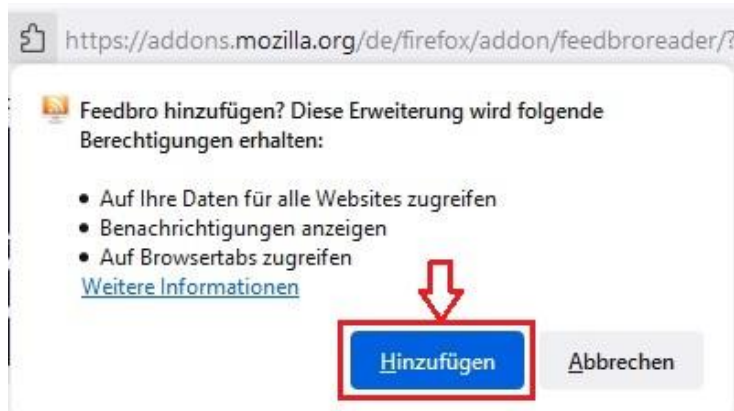 https://addons.mozilla.org/de/firefox/addon/feedbroreader/?
Feedbro hinzufügen? Diese Erweiterung wird folgende
Berechtigungen erhalten:
• Auf Ihre Daten für alle Websites zugreifen
• Benachrichtigungen anzeigen
• Auf Browsertabs zugreifen
Weitere Informationen
Hinzufügen Abbrechen